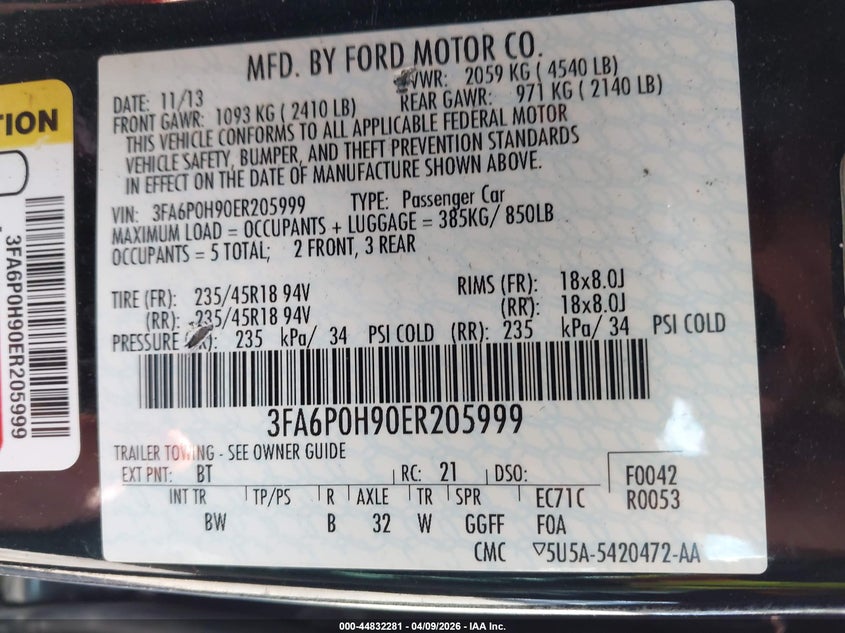 MFD. BY FORD MOTOR CO.
DATE: 11/13 VWR: 2059 KG ( 4540 LB)
FRONT GAWR: 1093 KG ( 2410 LB) REAR GAWR: 971 KG ( 2140 LB)
THIS VEHICLE CONFORMS TO ALL APPLICABLE FEDERAL MOTOR
VEHICLE SAFETY, BUMPER, AND THEFT PREVENTION STANDARDS
IN EFFECT ON THE DATE OF MANUFACTURE SHOWN ABOVE.
VIN: 3FA6P0H90ER205999 TYPE: Passenger Car
MAXIMUM LOAD = OCCUPANTS + LUGGAGE = 385KG/ 850LB
OCCUPANTS = 5 TOTAL; 2 FRONT, 3 REAR
TIRE (FR): 235/45R18 94V RIMS (FR): 18x8.0J
(RR): 235/45R18 94V (RR): 18x8.0J
PRESSURE 235 kPa/ 34 PSI COLD (RR): 235 kPa/ 34 PSI COLD
3FA6P0H90ER205999
TRAILER TOWING - SEE OWNER GUIDE
EXT PNT: BT RC: 21 DSO: F0042
INT TR TP/PS R AXLE TR SPR EC71C R0053
BW B 32 W GGFF F0A
CMC 5U5A-5420472-AA
TION
3FA6P0H90ER205999
000-44832281 - 04/09/2026 - IAA Inc.